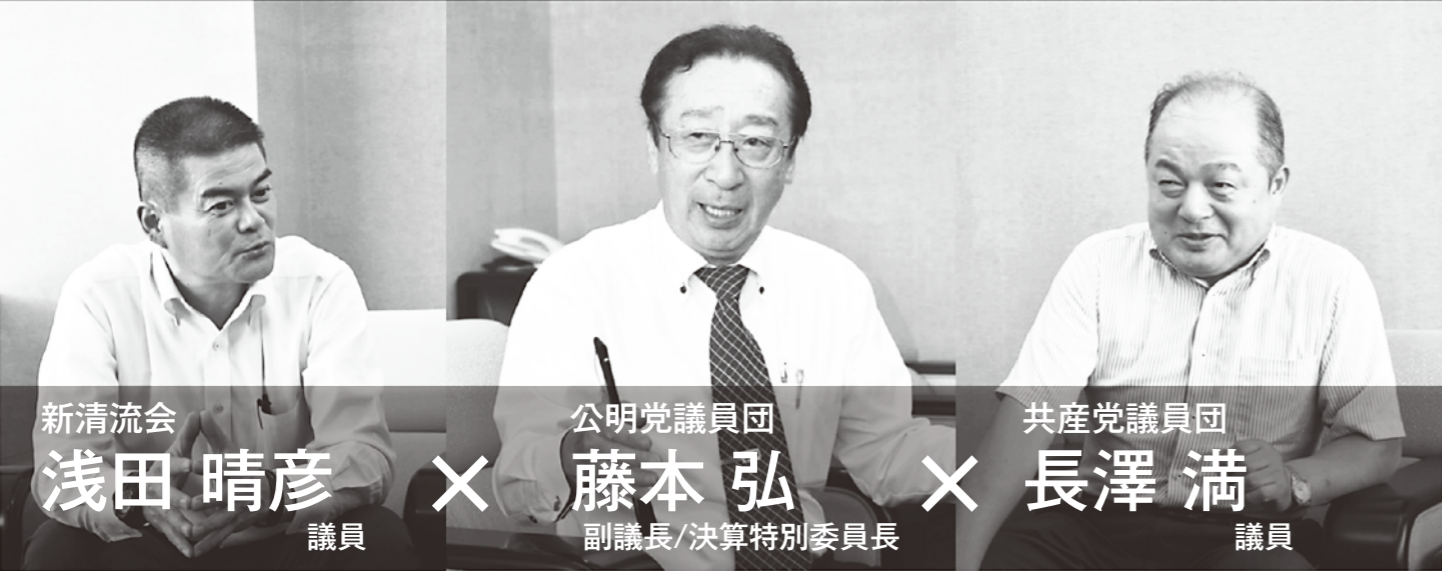 新清流会
浅田 晴彦
議員
×
公明党議員団
藤本 弘
副議長/決算特別委員長
×
共産党議員団
長澤 満
議員